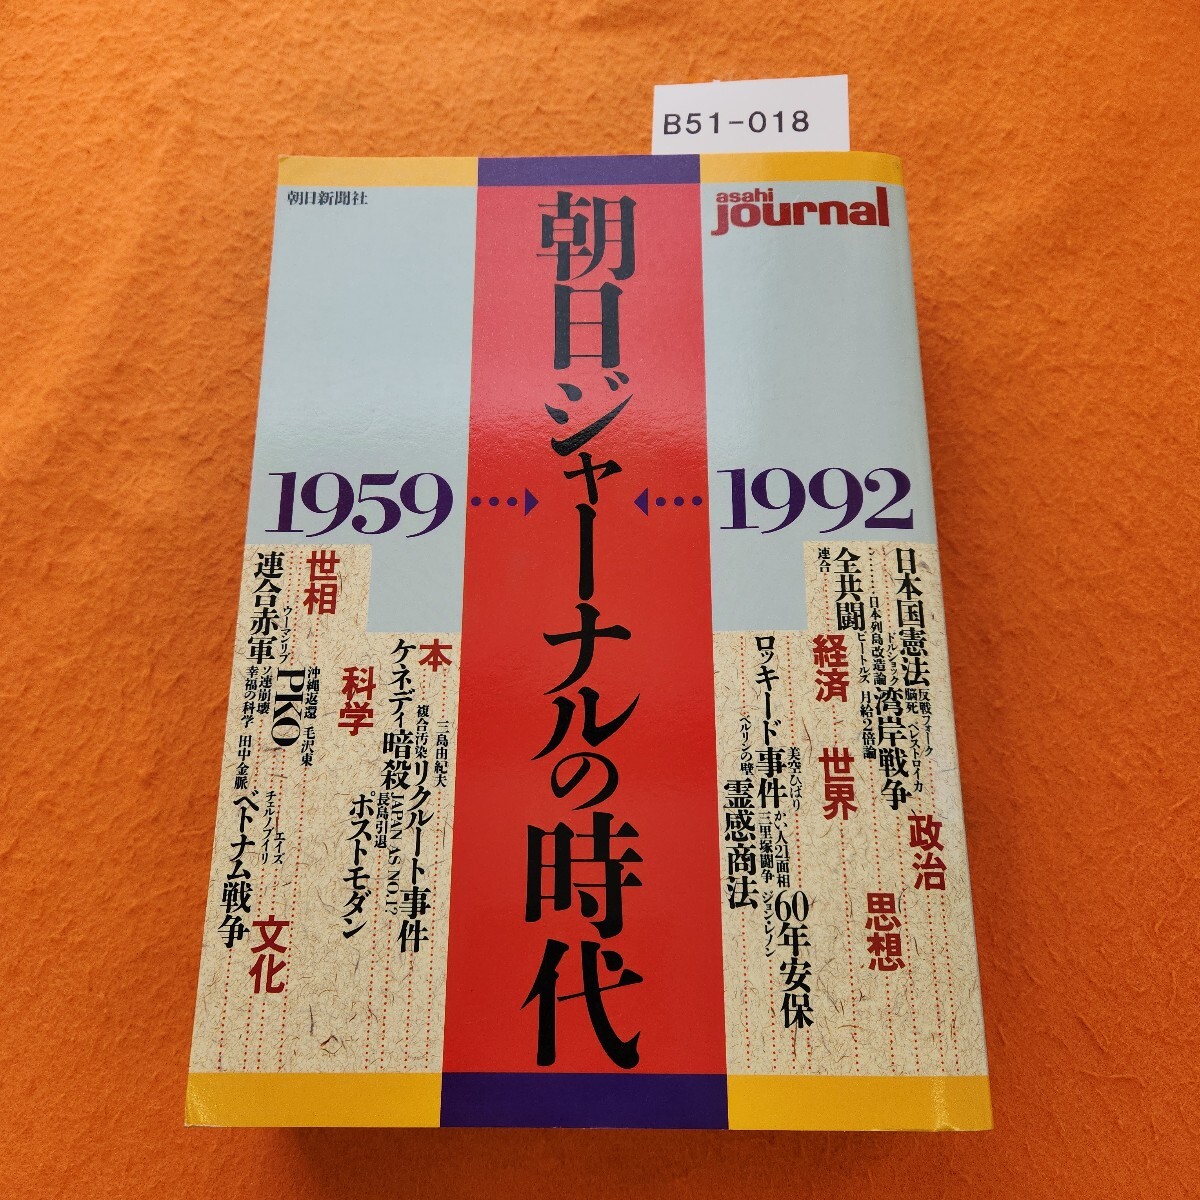 B51-018
朝日新聞社
asahi
journal
朝日ジャーナルの時代
1959
1992
日本国憲法
反戦フォーク
ペレストロイカ
ドルショック
脳死
湾岸戦争
政治
日本列島改造論
月給2倍論
全共闘
ビートルズ
連合
思想
経済
世界
ロッキード事件
美空ひばり
かい人21面相
60年安保
ベルリンの壁
三里塚闘争
ジョン・レノン
霊感商法
本
三島由紀夫
複合汚染
リクルート事件
ケネディ暗殺
JAPAN AS NO.1?
長島引退
ポストモダン
科学
世相
沖縄返還
毛沢東
ウーマンリブ
PKO
連合赤軍
ソ連崩壊
幸福の科学
田中金脈
エイズ
チェルノブイリ
ベトナム戦争
文化